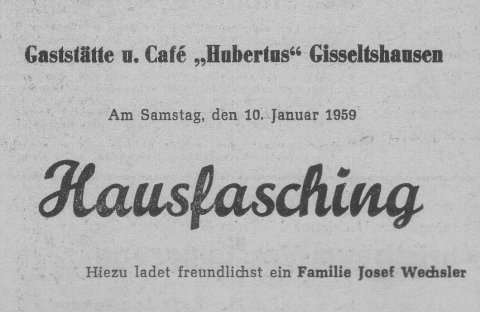 Gaststätte u. Café „Hubertus“ Gisseltshausen
Am Samstag, den 10. Januar 1959
Hausfasching
Hiezu ladet freundlichst ein Familie Josef Wechsler